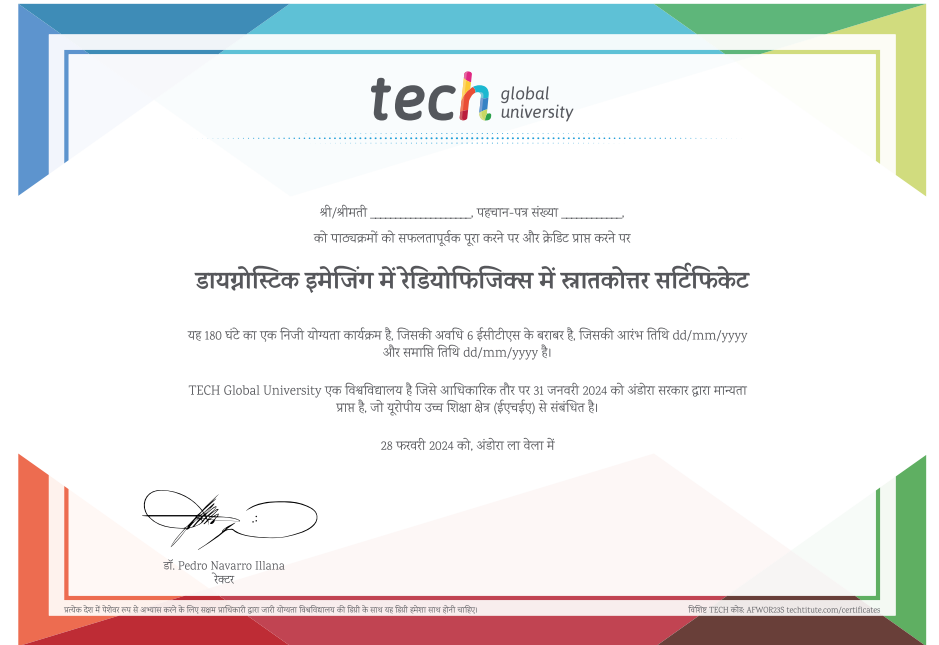 tech global
university
श्री/श्रीमती ____________________, पहचान-पत्र संख्या ____________,
को पाठ्यक्रमों को सफलतापूर्वक पूरा करने पर और क्रेडिट प्राप्त करने पर
डायग्नोस्टिक इमेजिंग में रेडियोफिजिक्स में स्नातकोत्तर सर्टिफिकेट
यह 180 घंटे का एक निजी योग्यता कार्यक्रम है, जिसकी अवधि 6 ईसीटीएस के बराबर है, जिसकी आरंभ तिथि dd/mm/yyyy
और समाप्ति तिथि dd/mm/yyyy है।
TECH Global University एक विश्वविद्यालय है जिसे आधिकारिक तौर पर 31 जनवरी 2024 को अंडोरा सरकार द्वारा मान्यता
प्राप्त है, जो यूरोपीय उच्च शिक्षा क्षेत्र (ईएचईए) से संबंधित है।
28 फरवरी 2024 को, अंडोरा ला वेला में
डॉ. Pedro Navarro Illana
रेक्टर
प्रत्येक देश में पेशेवर रूप से अभ्यास करने के लिए सक्षम प्राधिकारी द्वारा जारी योग्यता विश्वविद्यालय की डिग्री के साथ यह डिग्री हमेशा साथ होनी चाहिए।
विशिष्ट TECH कोड: AFWOR235 techtitute.com/certificates